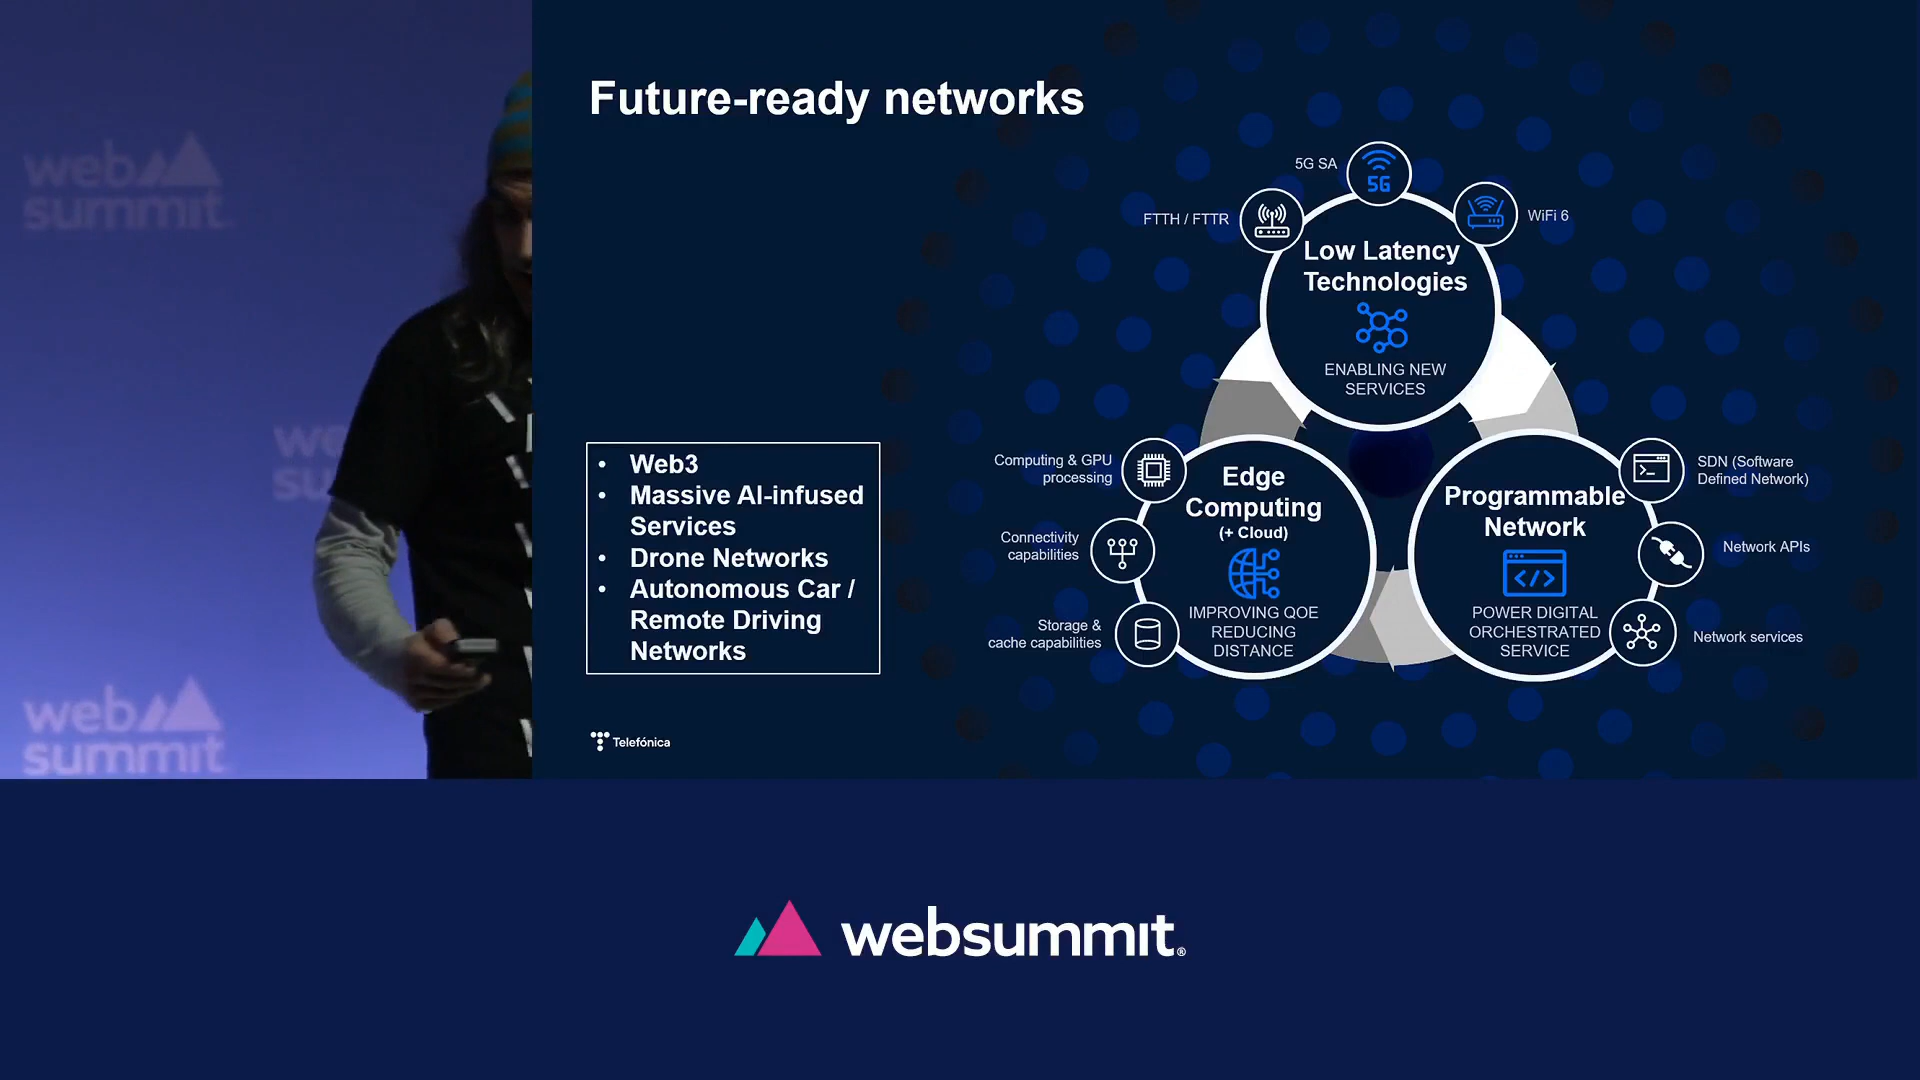 web
summit
we
su
web
summit
Future-ready networks
5G SA
5G
FTTH / FTTR
WiFi 6
Low Latency
Technologies
ENABLING NEW
SERVICES
• Web3
• Massive AI-infused
Services
• Drone Networks
• Autonomous Car /
Remote Driving
Networks
Computing & GPU
processing
Connectivity
capabilities
Storage &
cache capabilities
Edge
Computing
(+ Cloud)
IMPROVING QOE
REDUCING
DISTANCE
Programmable
Network
</>
POWER DIGITAL
ORCHESTRATED
SERVICE
SDN (Software
Defined Network)
Network APIs
Network services
Telefónica
websummit®